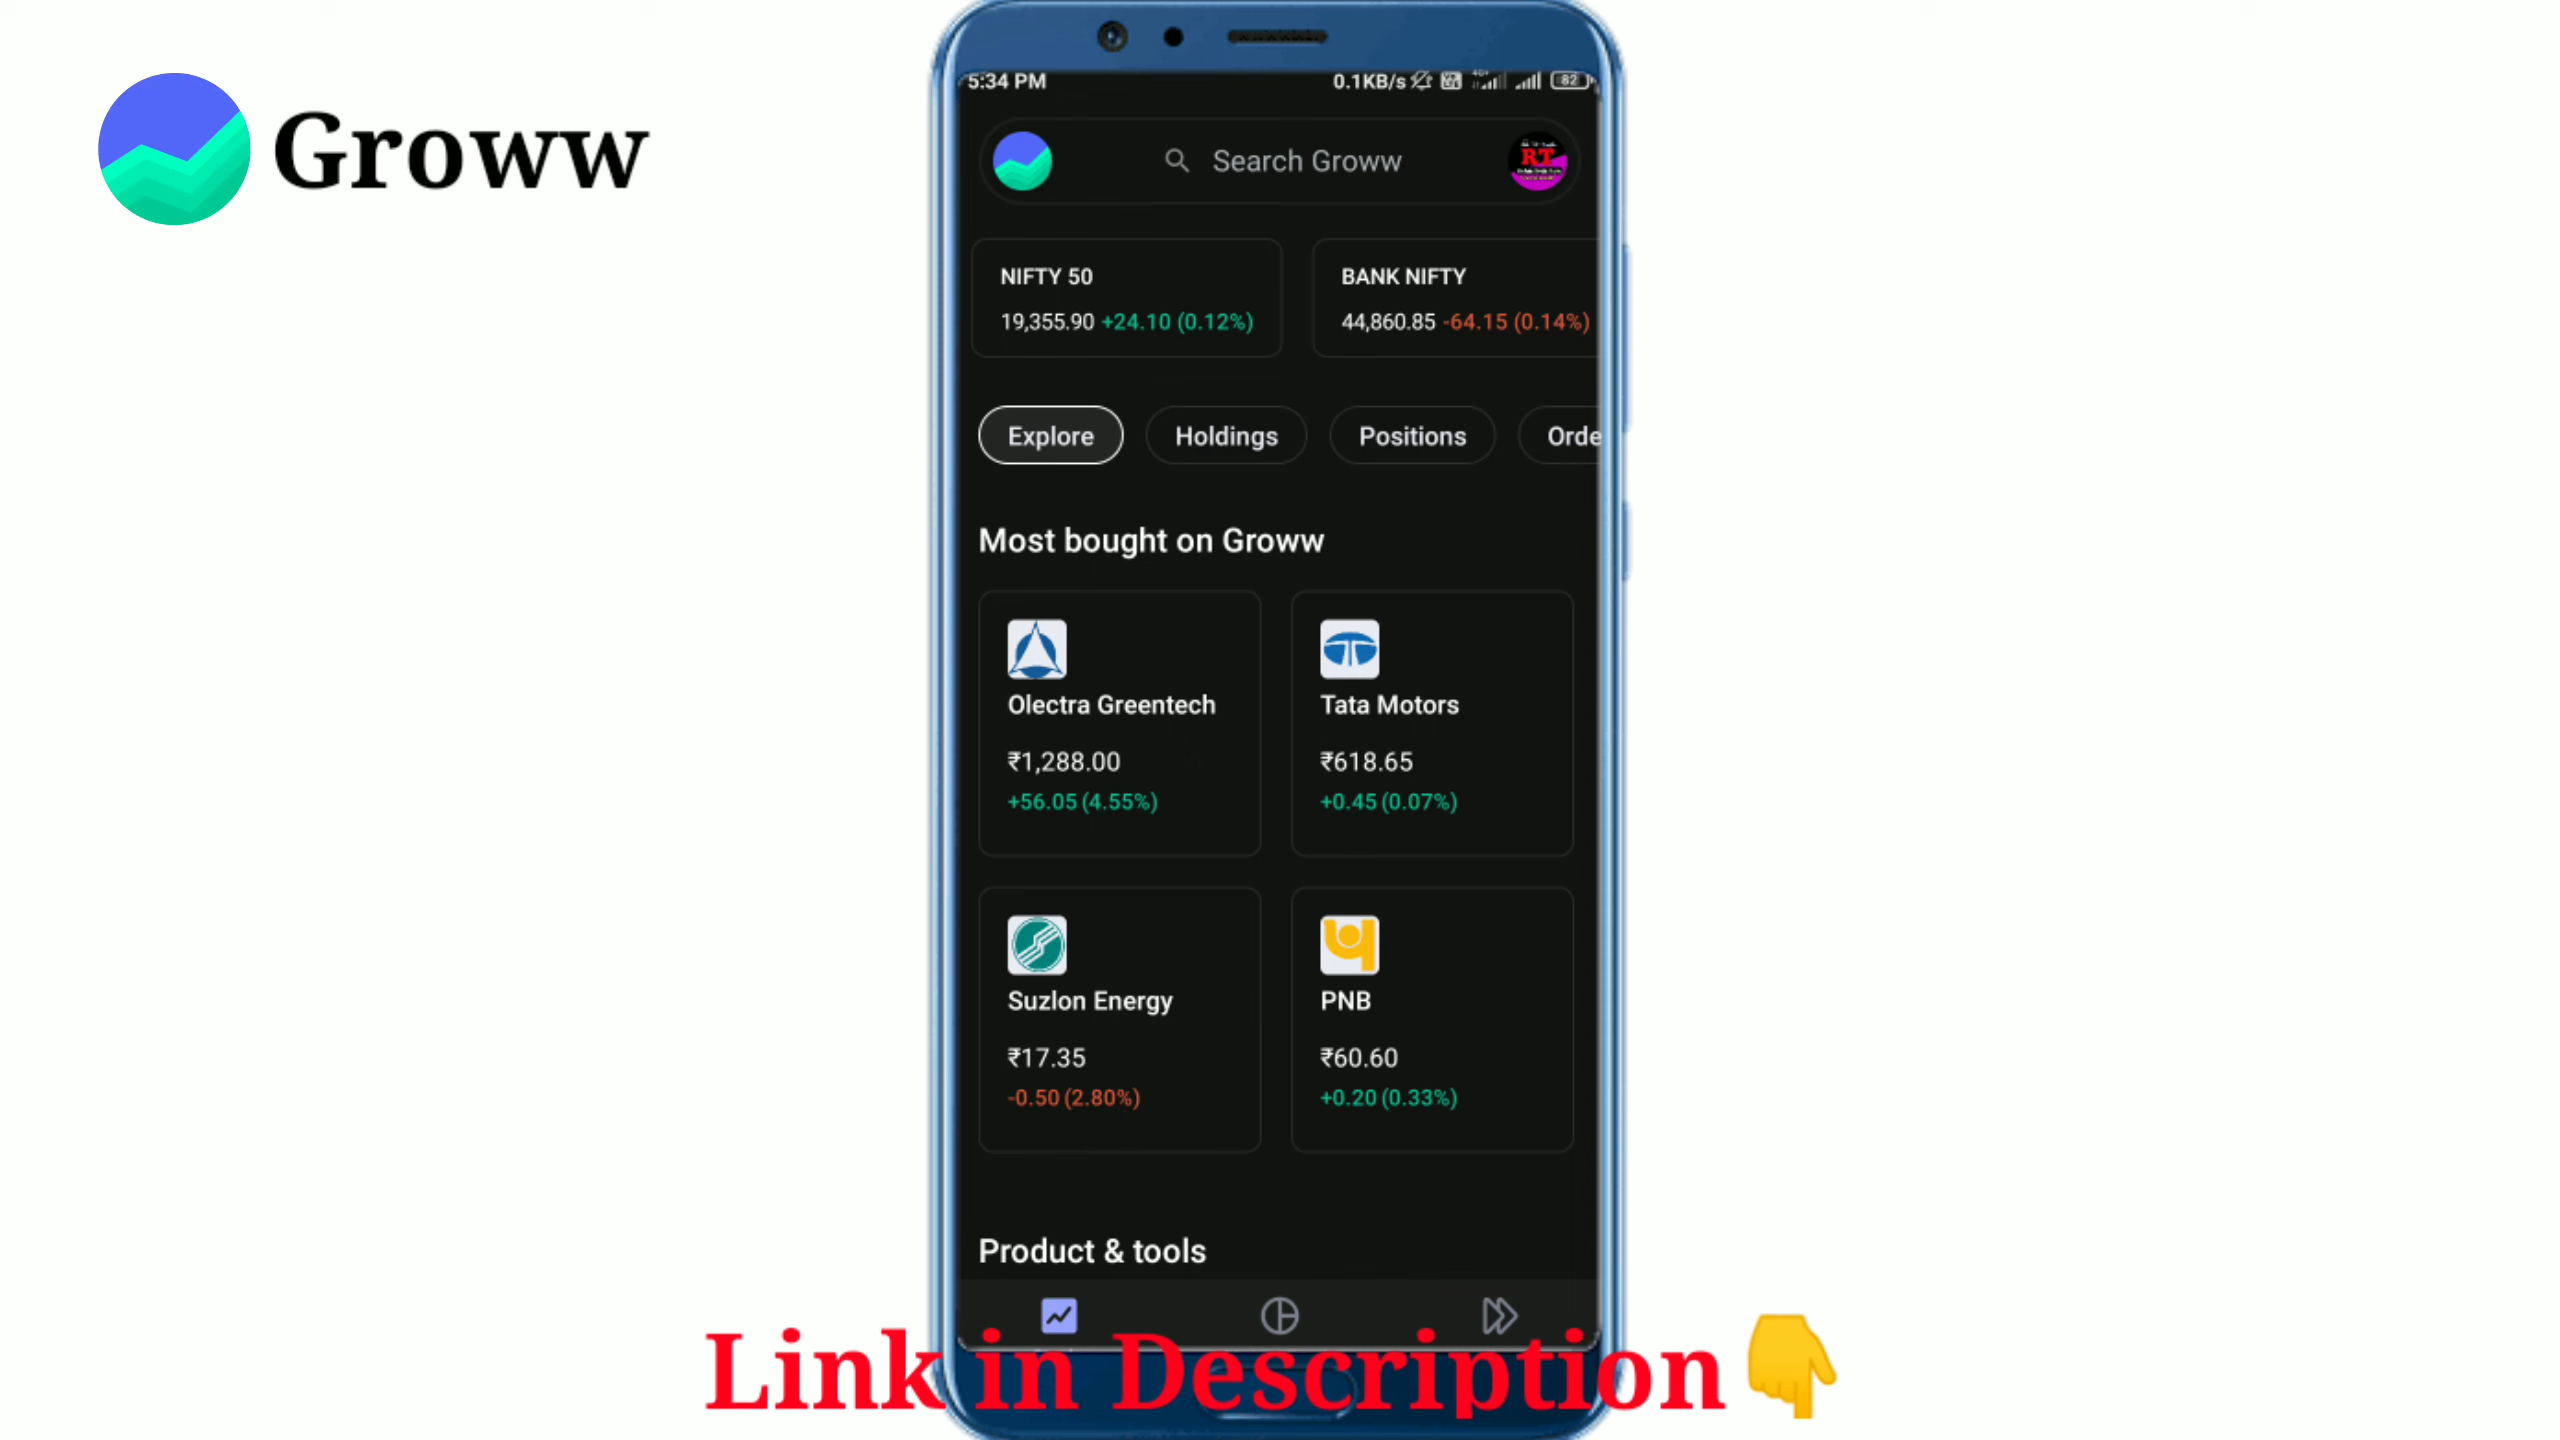 Groww
5:34 PM 0.1KB/s 4G+ 82
Search Groww
RT
NIFTY 50
19,355.90 +24.10 (0.12%)
BANK NIFTY
44,860.85 -64.15 (0.14%)
Explore Holdings Positions Orde
Most bought on Groww
Olectra Greentech
₹1,288.00
+56.05 (4.55%)
Tata Motors
₹618.65
+0.45 (0.07%)
Suzlon Energy
₹17.35
-0.50 (2.80%)
PNB
₹60.60
+0.20 (0.33%)
Product & tools
Link in Description